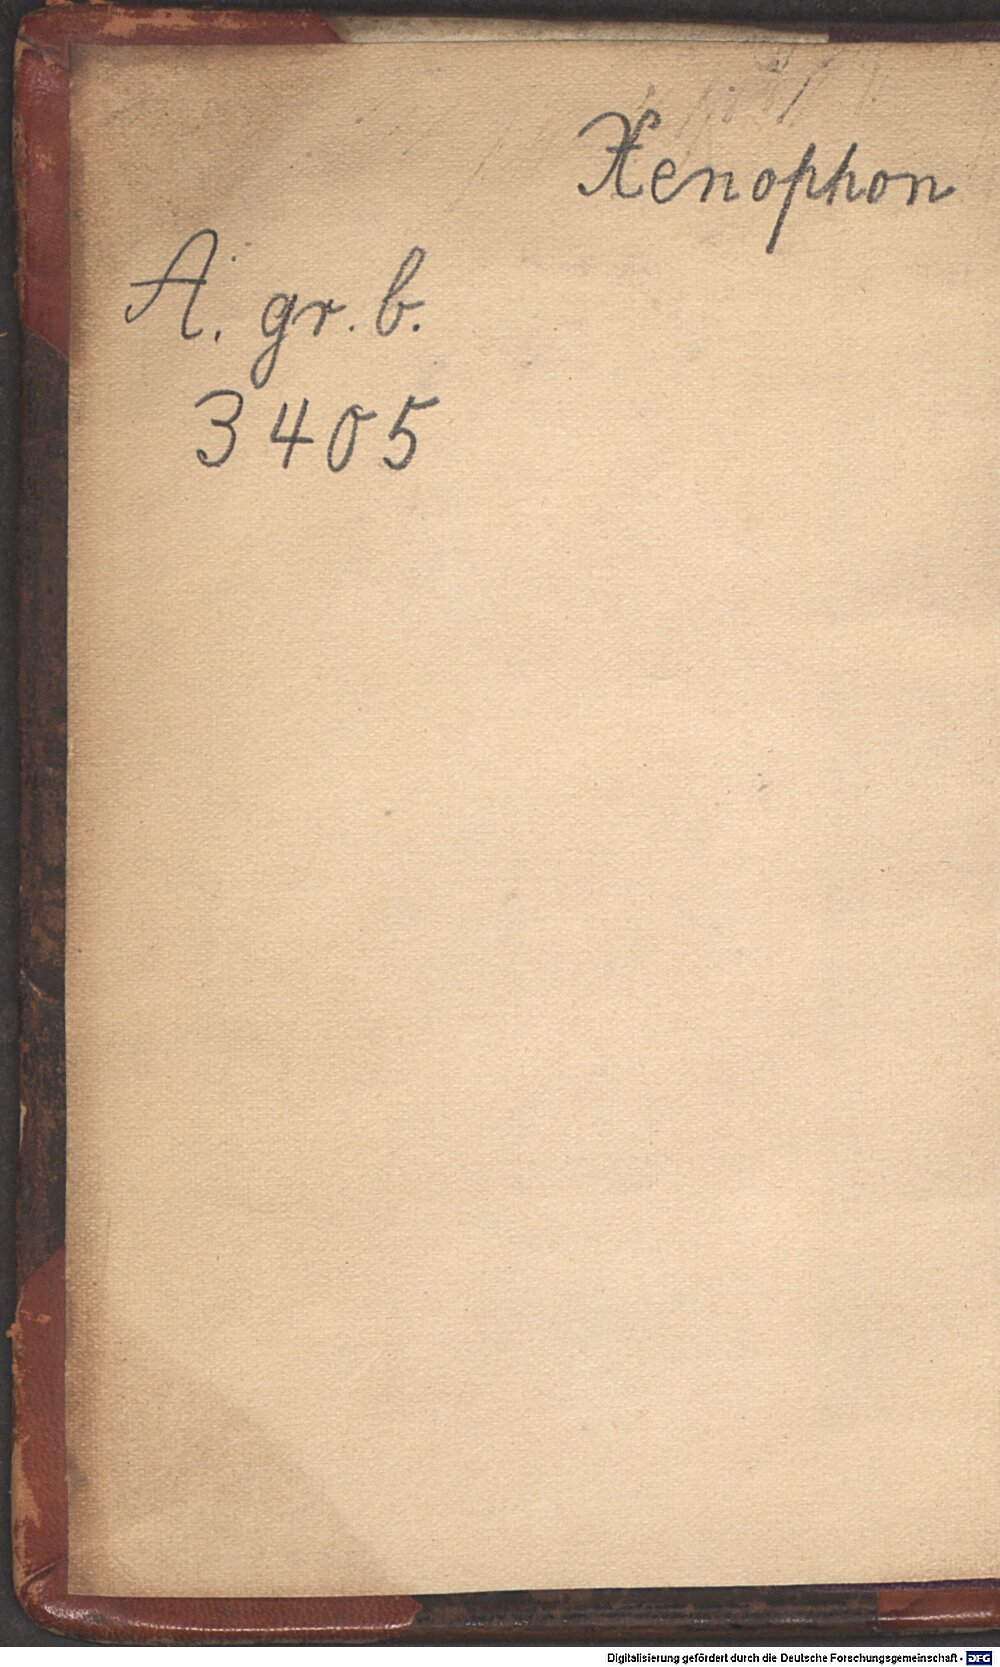 Xenophon
A. gr. b.
3405
Digitalisierung gefördert durch die Deutsche Forschungsgemeinschaft - DFG